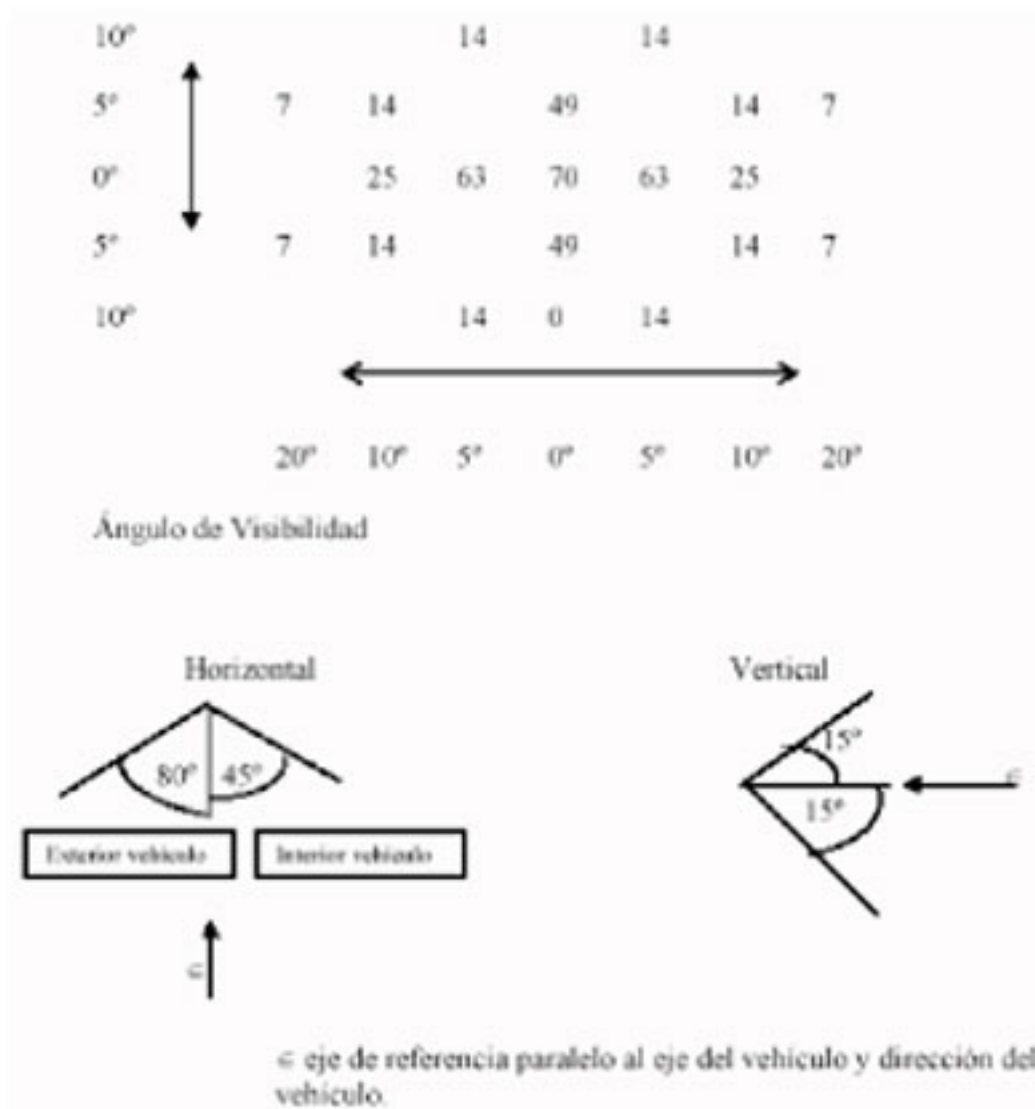 10° 14 14
5° 7 14 49 14 7
0° 25 63 70 63 25
5° 7 14 49 14 7
10° 14 0 14
20° 10° 5° 0° 5° 10° 20°
Ángulo de Visibilidad
Horizontal Vertical
15°
80° 45° ∊
15°
Exterior vehículo Interior vehículo
∊
∊ eje de referencia paralelo al eje del vehículo y dirección del
vehículo.